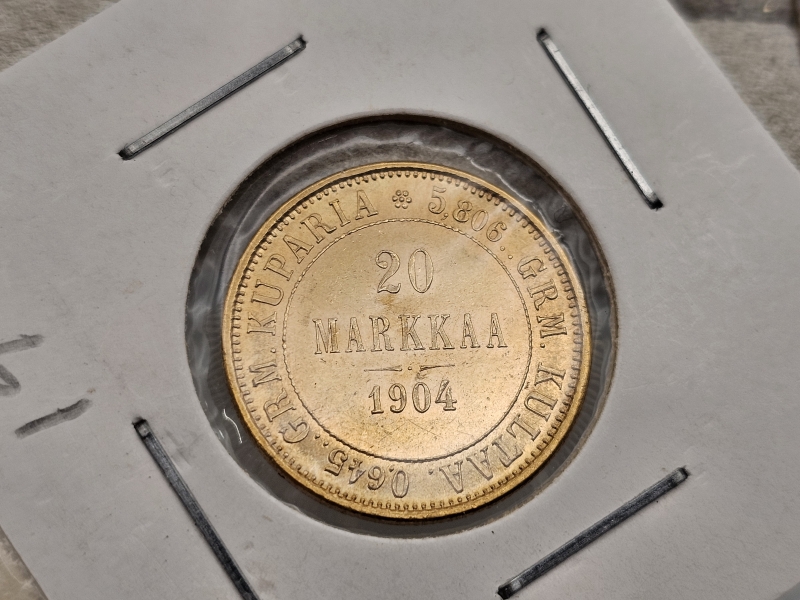 20
MARKKAA
1904
5,806.. GRM. KULTAA. 0,645.. GRM. KUPARIA